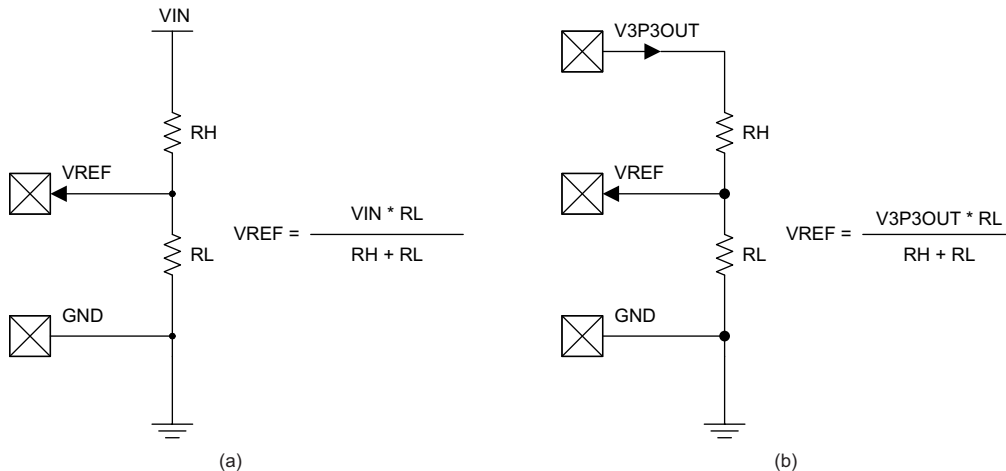 VIN
RH
VREF
RL
VREF =
VIN * RL
RH + RL
GND
(a)
V3P3OUT
RH
VREF
RL
VREF =
V3P3OUT * RL
RH + RL
GND
(b)